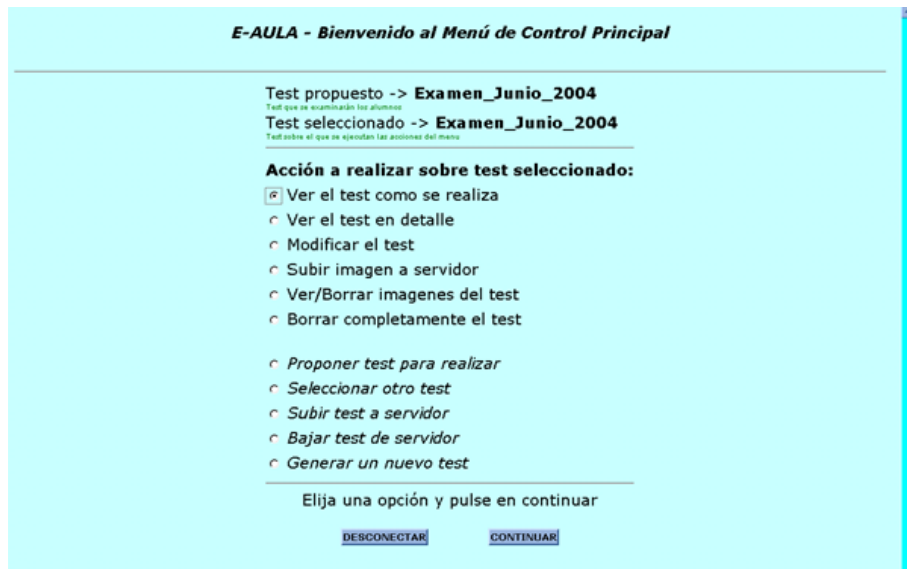 E-AULA - Bienvenido al Menú de Control Principal
Test propuesto -> Examen_Junio_2004
Test que se examinarán los alumnos
Test seleccionado -> Examen_Junio_2004
Test sobre el que se ejecutan las acciones del menu
Acción a realizar sobre test seleccionado:
Ver el test como se realiza
Ver el test en detalle
Modificar el test
Subir imagen a servidor
Ver/Borrar imagenes del test
Borrar completamente el test
Proponer test para realizar
Seleccionar otro test
Subir test a servidor
Bajar test de servidor
Generar un nuevo test
Elija una opción y pulse en continuar
DESCONECTAR CONTINUAR